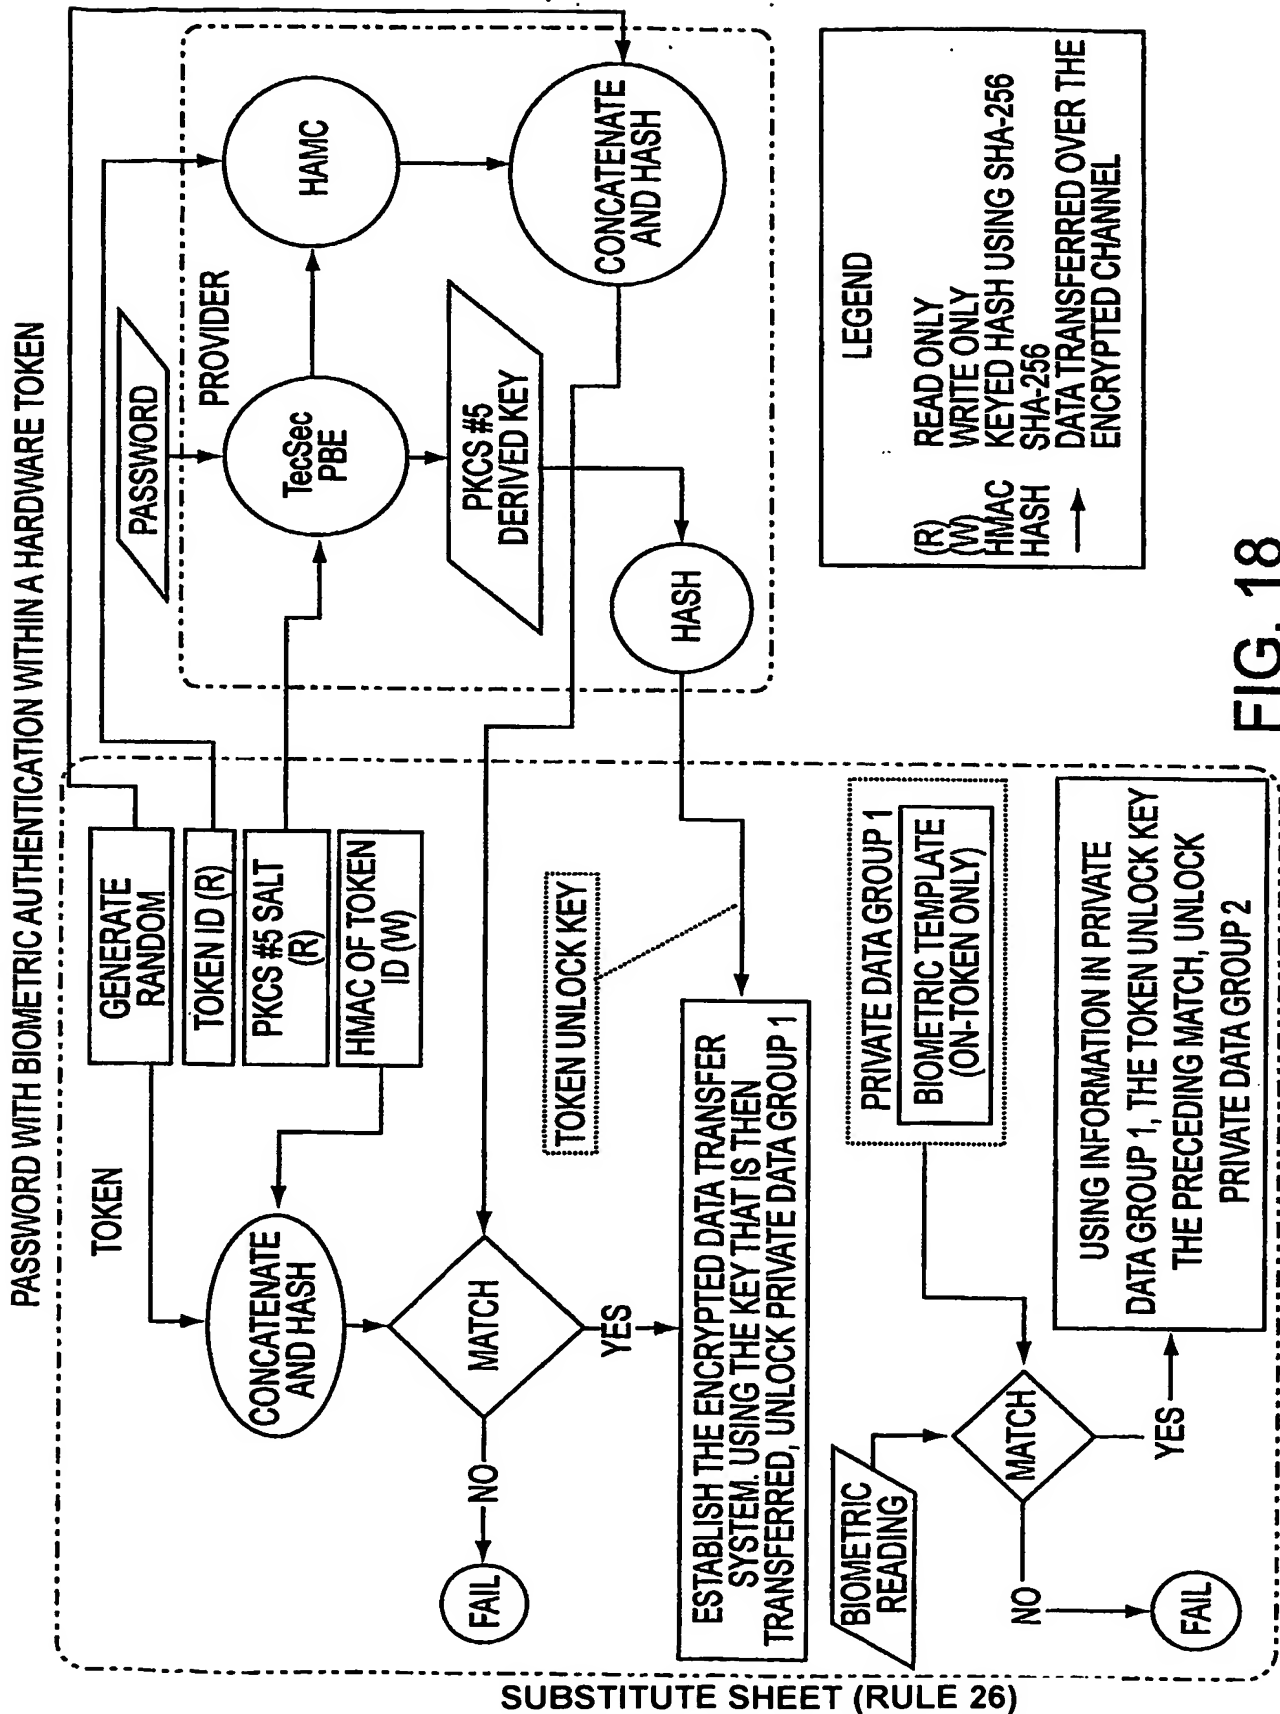 PASSWORD WITH BIOMETRIC AUTHENTICATION WITHIN A HARDWARE TOKEN
TOKEN
GENERATE
RANDOM
TOKEN ID (R)
PKCS #5 SALT
(R)
HMAC OF TOKEN
ID (W)
CONCATENATE
AND HASH
MATCH
NO
FAIL
YES
TOKEN UNLOCK KEY
ESTABLISH THE ENCRYPTED DATA TRANSFER
SYSTEM. USING THE KEY THAT IS THEN
TRANSFERRED, UNLOCK PRIVATE DATA GROUP 1
BIOMETRIC
READING
MATCH
NO
FAIL
YES
PRIVATE DATA GROUP 1
BIOMETRIC TEMPLATE
(ON-TOKEN ONLY)
USING INFORMATION IN PRIVATE
DATA GROUP 1, THE TOKEN UNLOCK KEY
THE PRECEDING MATCH, UNLOCK
PRIVATE DATA GROUP 2
PASSWORD
PROVIDER
TecSec
PBE
HAMC
PKCS #5
DERIVED KEY
CONCATENATE
AND HASH
HASH
LEGEND
(R) READ ONLY
(W) WRITE ONLY
HMAC KEYED HASH USING SHA-256
HASH SHA-256
DATA TRANSFERRED OVER THE
ENCRYPTED CHANNEL
FIG. 18
SUBSTITUTE SHEET (RULE 26)